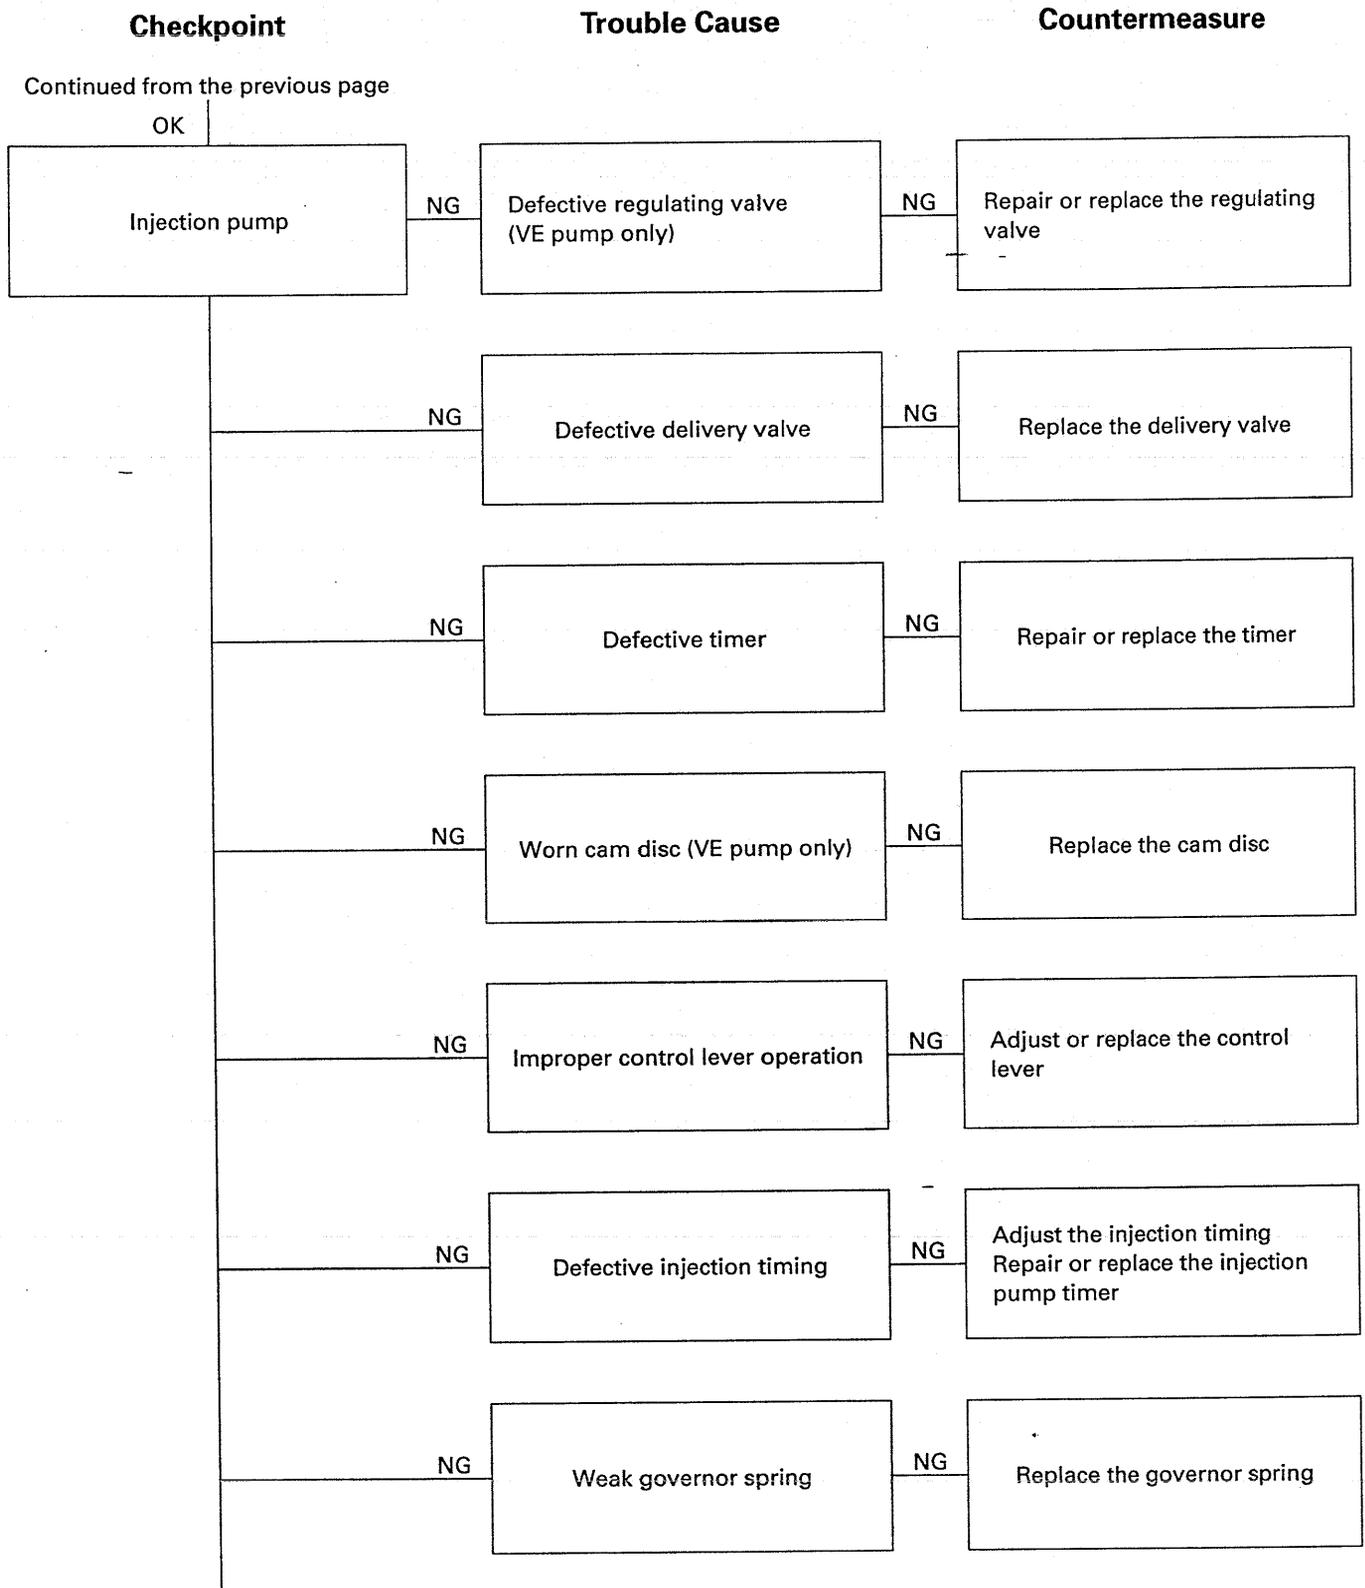 Checkpoint
Trouble Cause
Countermeasure
Continued from the previous page
OK
Injection pump
NG
Defective regulating valve
(VE pump only)
NG
Repair or replace the regulating
valve
NG
Defective delivery valve
NG
Replace the delivery valve
NG
Defective timer
NG
Repair or replace the timer
NG
Worn cam disc (VE pump only)
NG
Replace the cam disc
NG
Improper control lever operation
NG
Adjust or replace the control
lever
NG
Defective injection timing
NG
Adjust the injection timing
Repair or replace the injection
pump timer
NG
Weak governor spring
NG
Replace the governor spring